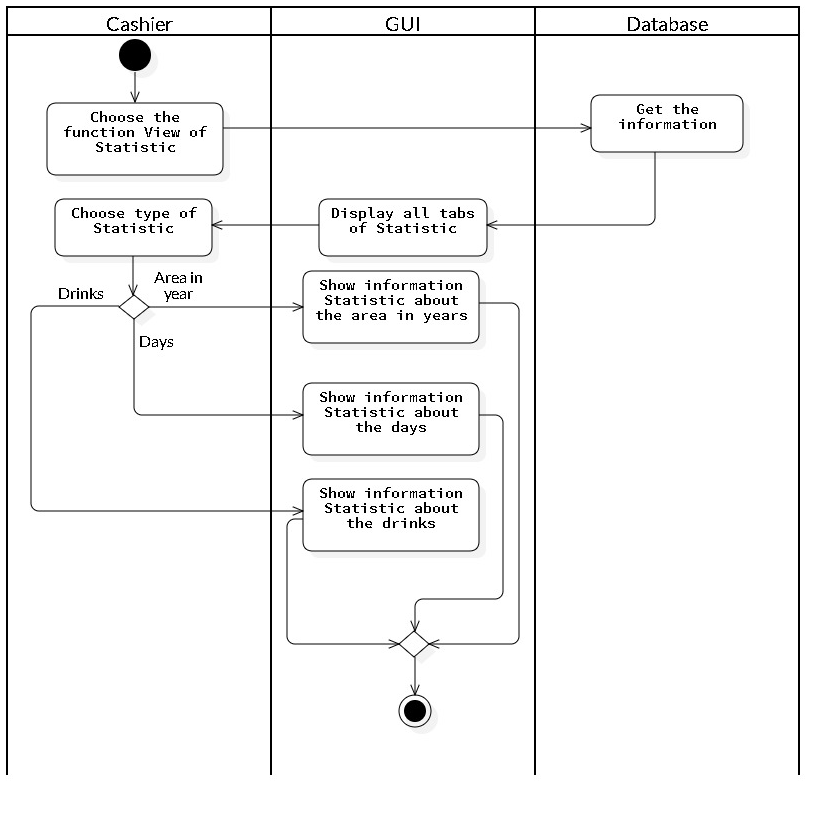 Cashier
GUI
Database
Choose the
function View of
Statistic
Get the
information
Choose type of
Statistic
Display all tabs
of Statistic
Drinks
Area in
year
Days
Show information
Statistic about
the area in years
Show information
Statistic about
the days
Show information
Statistic about
the drinks